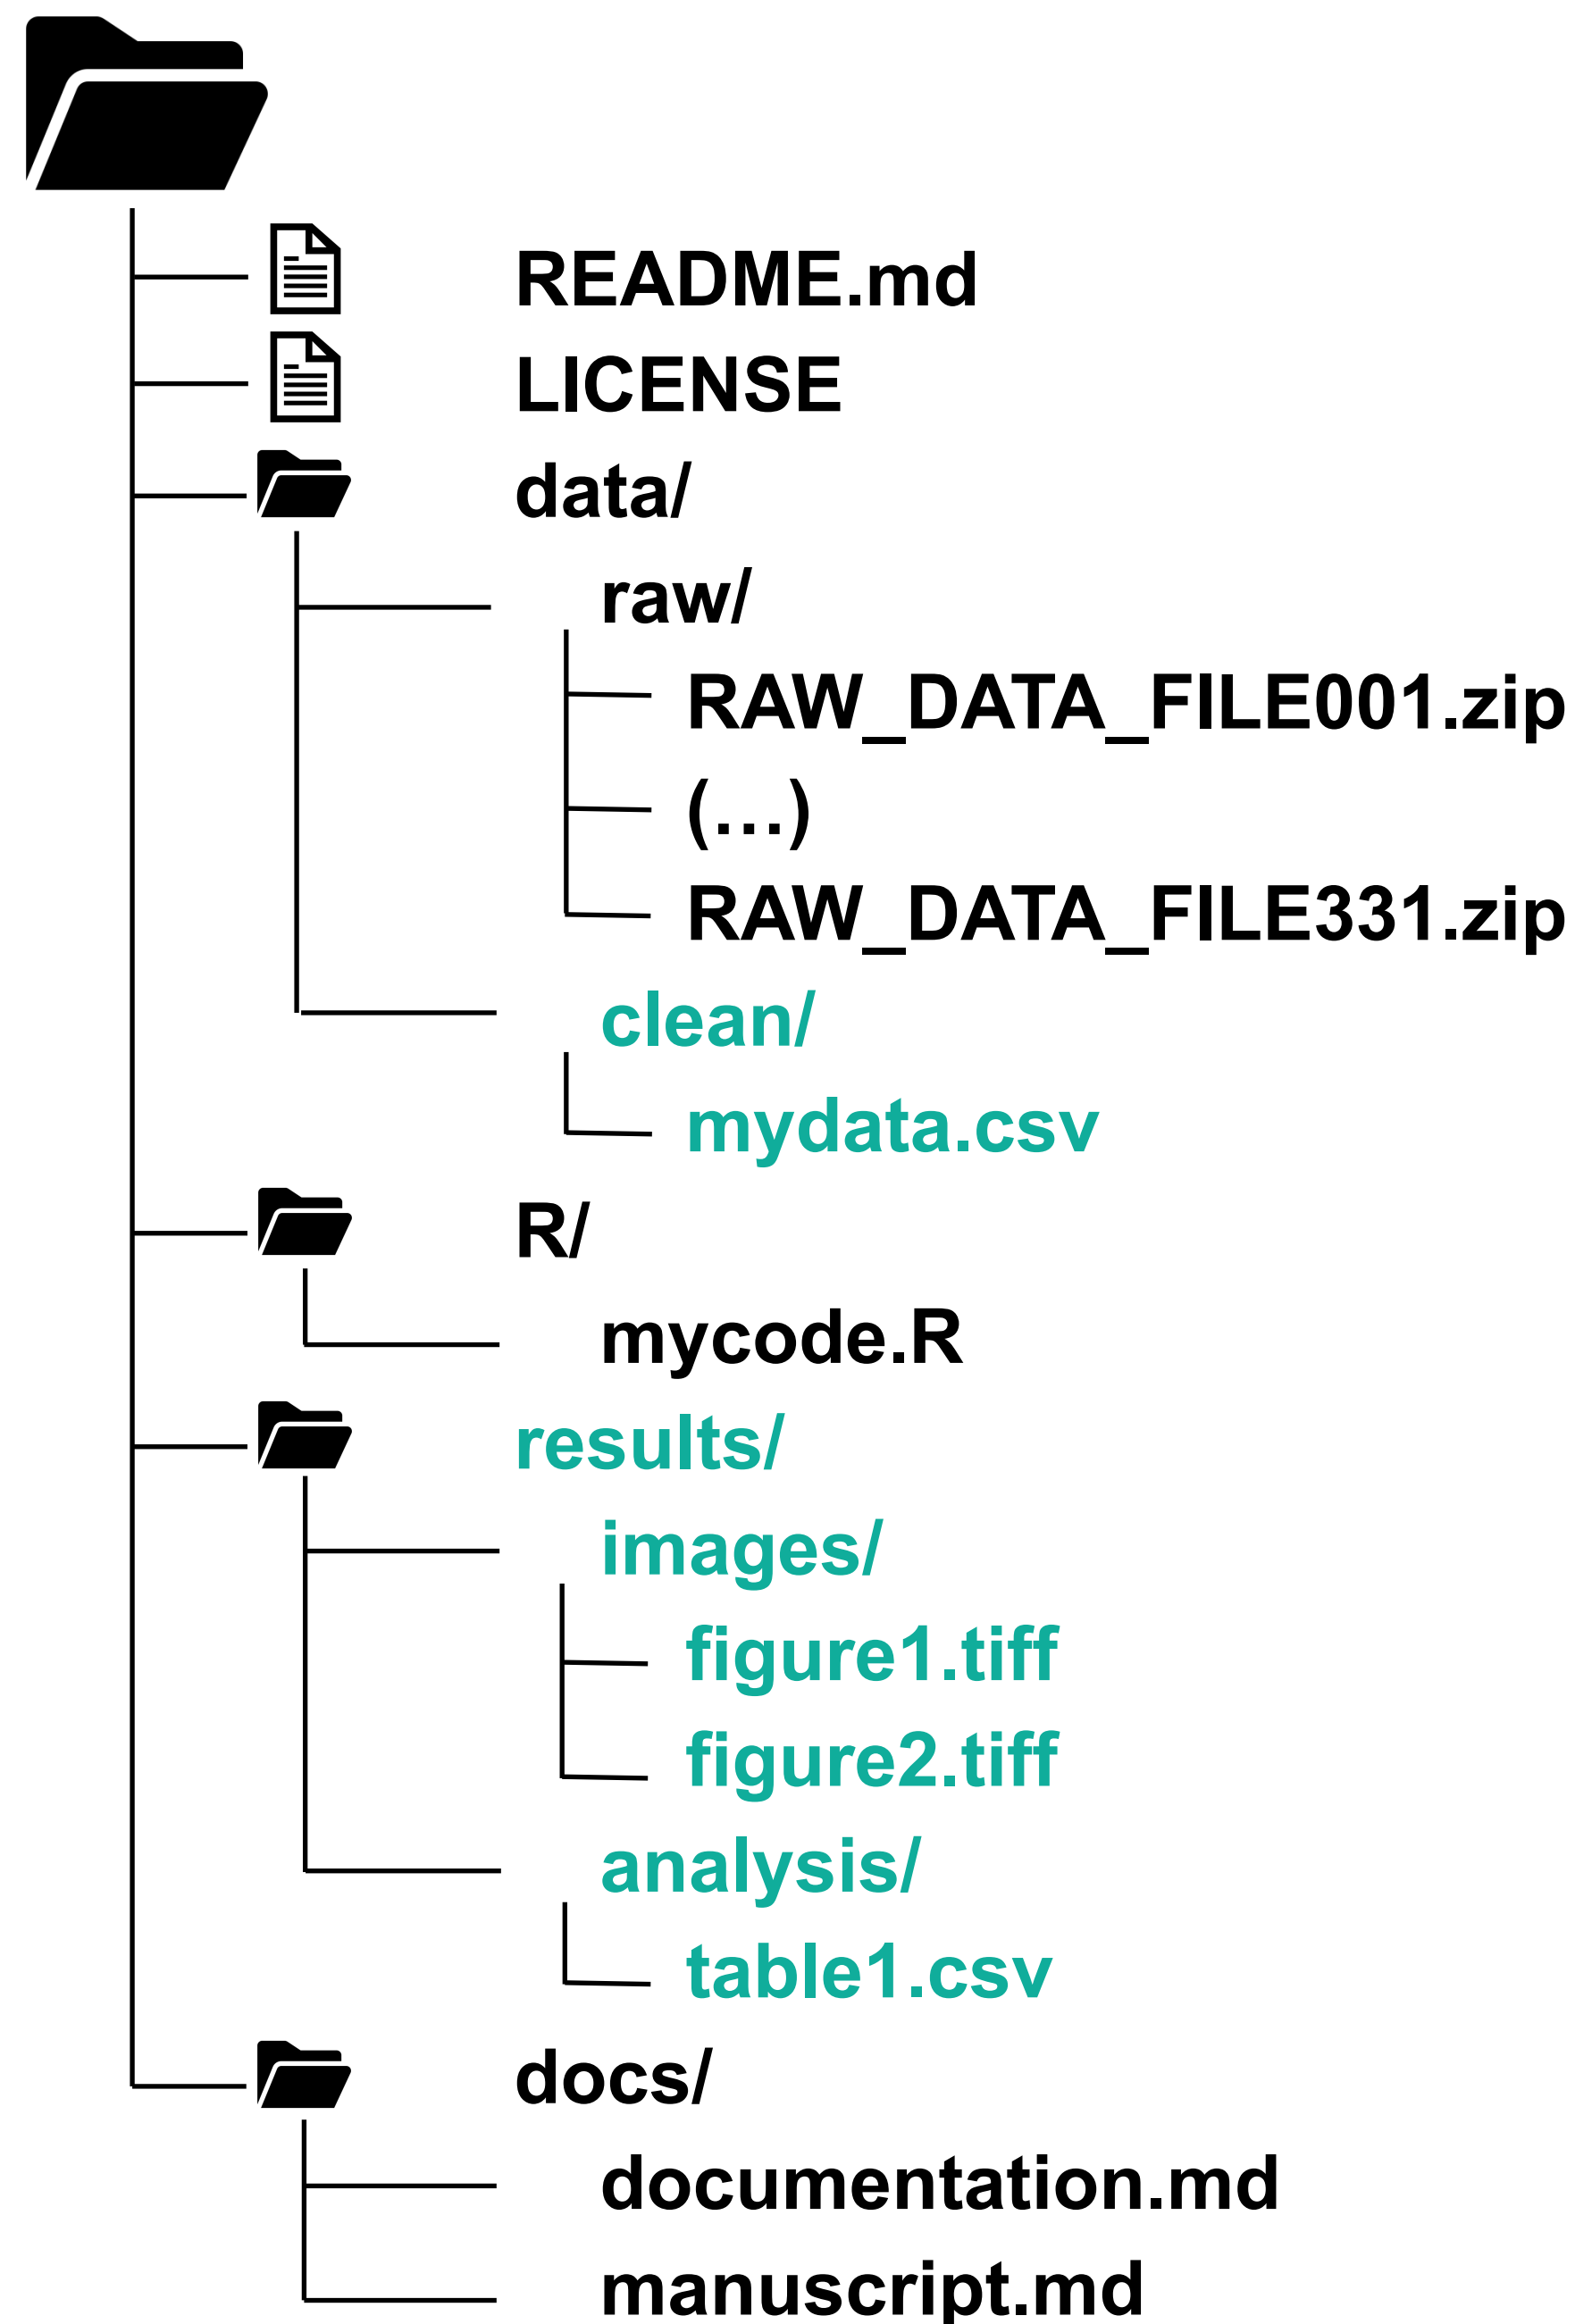 README.md
LICENSE
data/
raw/
RAW_DATA_FILE001.zip
(...)
RAW_DATA_FILE331.zip
clean/
mydata.csv
R/
mycode.R
results/
images/
figure1.tiff
figure2.tiff
analysis/
table1.csv
docs/
documentation.md
manuscript.md